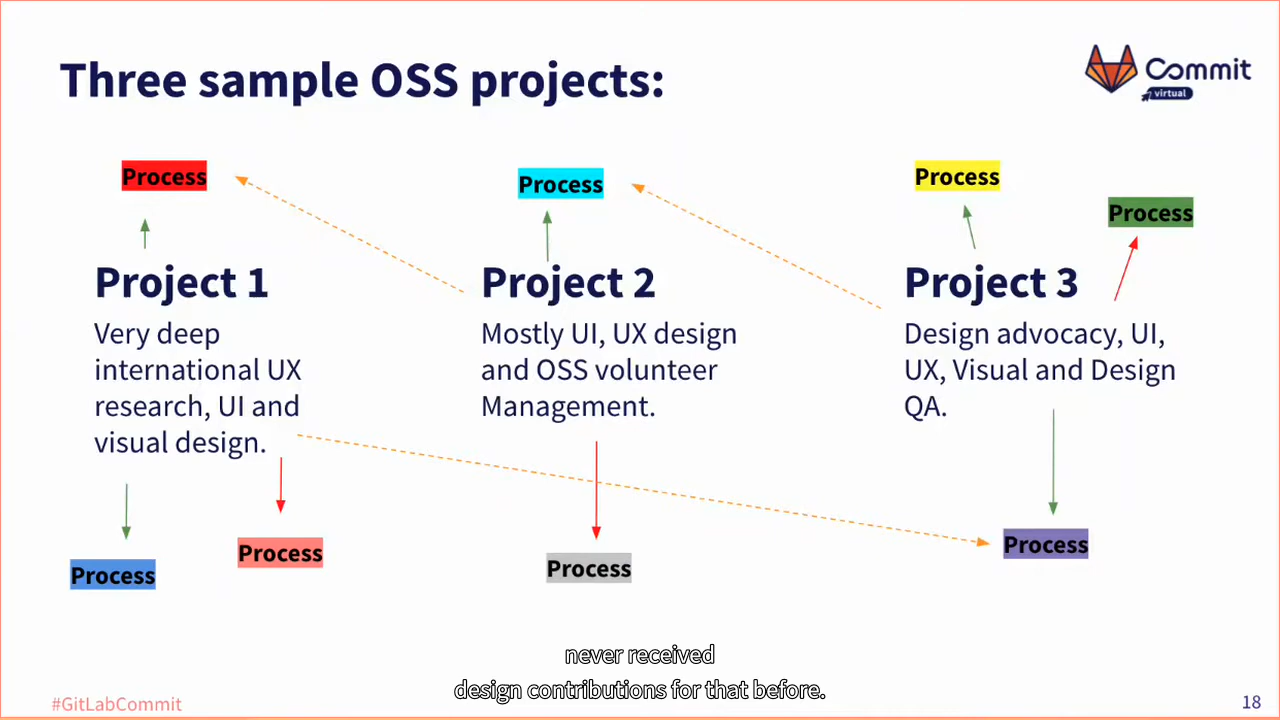 Three sample OSS projects:
Commit
virtual
Process
Process
Process
Process
Project 1
Very deep
international UX
research, UI and
visual design.
Project 2
Mostly UI, UX design
and OSS volunteer
Management.
Project 3
Design advocacy, UI,
UX, Visual and Design
QA.
Process
Process
Process
Process
never received
design contributions for that before.
#GitLabCommit
18